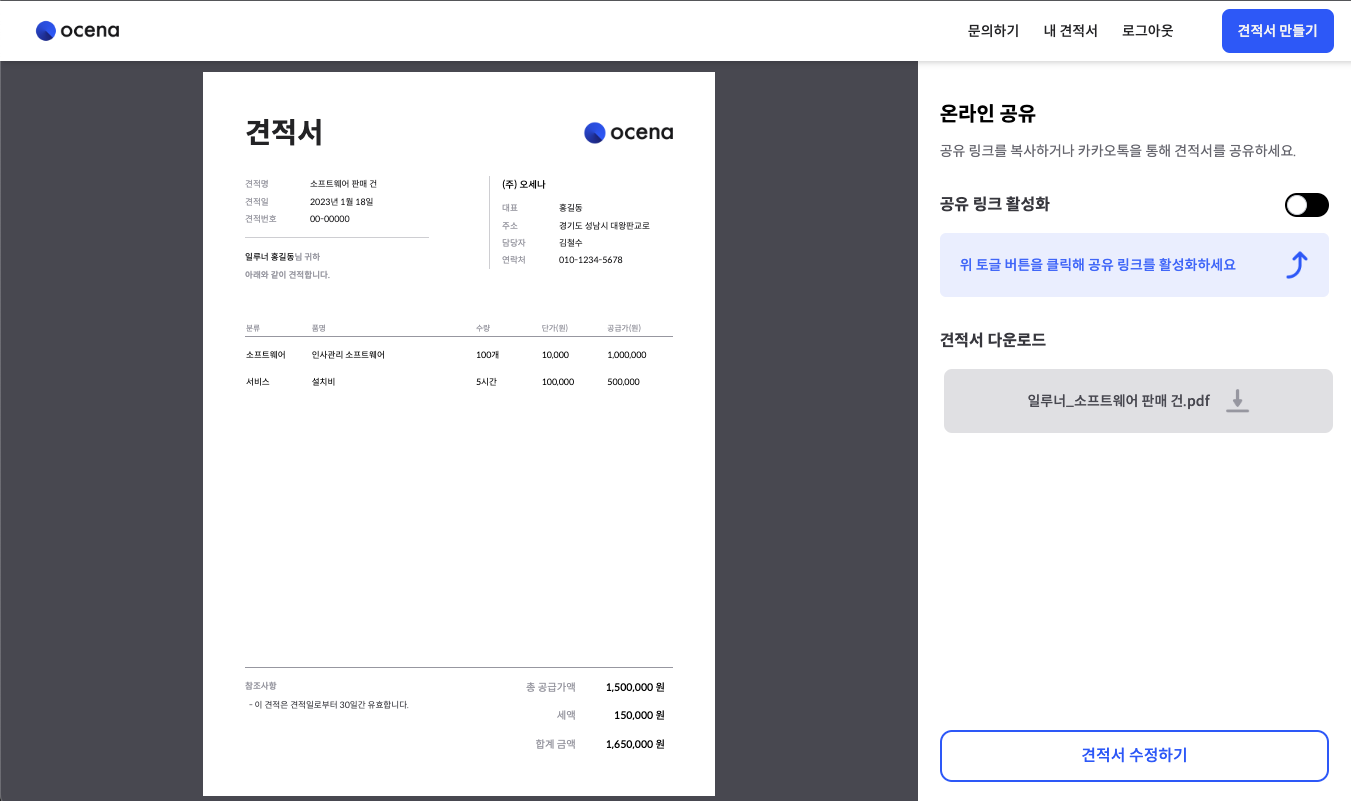 ocena
문의하기 내 견적서 로그아웃 견적서 만들기
견적서
ocena
견적명 소프트웨어 판매 건
견적일 2023년 1월 18일
견적번호 00-00000
일루너 홍길동님 귀하
아래와 같이 견적합니다.
(주) 오세나
대표 홍길동
주소 경기도 성남시 대왕판교로
담당자 김철수
연락처 010-1234-5678
분류 품명 수량 단가(원) 공급가(원)
소프트웨어 인사관리 소프트웨어 100개 10,000 1,000,000
서비스 설치비 5시간 100,000 500,000
참조사항
- 이 견적은 견적일로부터 30일간 유효합니다.
총 공급가액 1,500,000 원
세액 150,000 원
합계 금액 1,650,000 원
온라인 공유
공유 링크를 복사하거나 카카오톡을 통해 견적서를 공유하세요.
공유 링크 활성화
위 토글 버튼을 클릭해 공유 링크를 활성화하세요
견적서 다운로드
일루너_소프트웨어 판매 건.pdf
견적서 수정하기